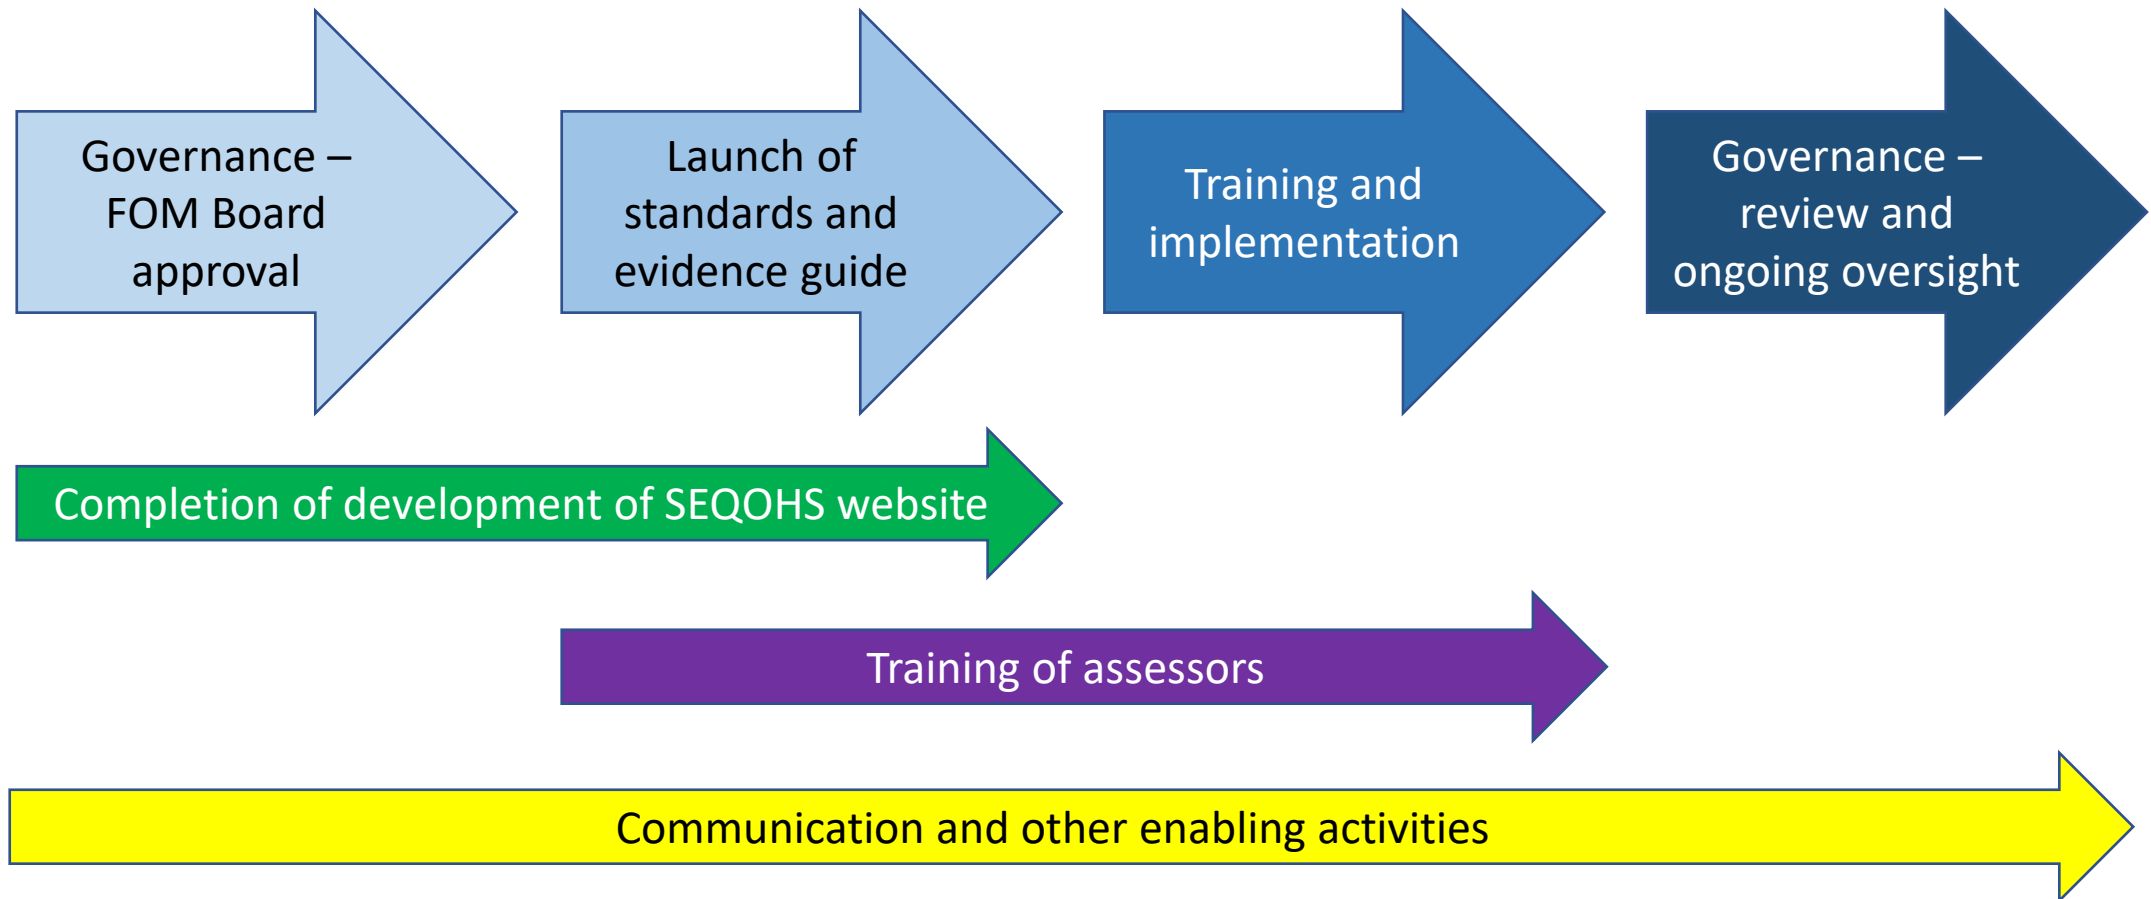 Governance –
FOM Board
approval
Launch of
standards and
evidence guide
Training and
implementation
Governance –
review and
ongoing oversight
Completion of development of SEQOHS website
Training of assessors
Communication and other enabling activities